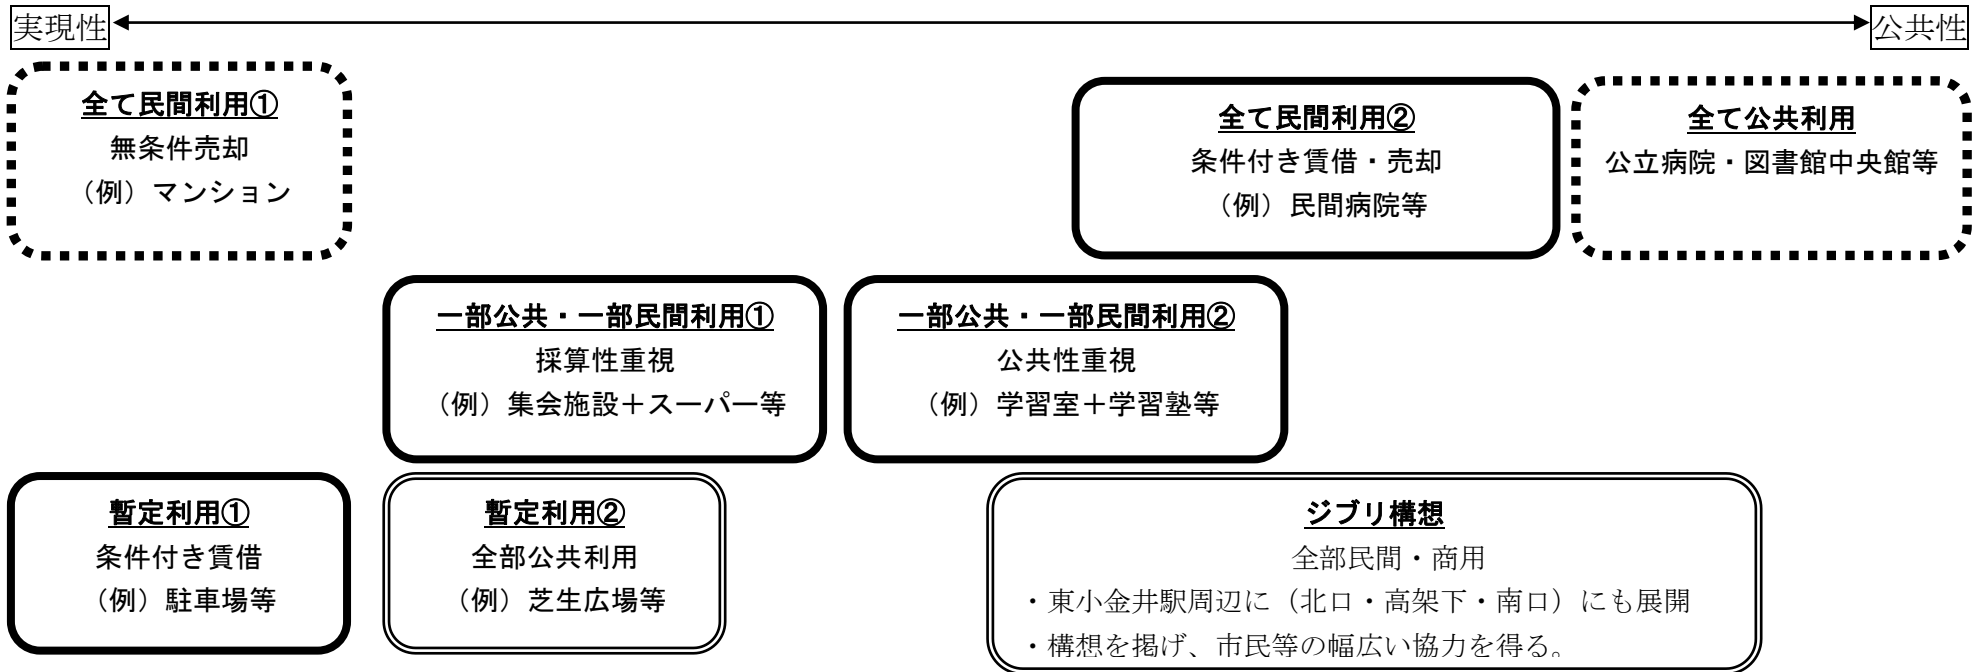 実現性
公共性
全て民間利用①
無条件売却
（例）マンション
全て民間利用②
条件付き賃借・売却
（例）民間病院等
全て公共利用
公立病院・図書館中央館等
一部公共・一部民間利用①
採算性重視
（例）集会施設＋スーパー等
一部公共・一部民間利用②
公共性重視
（例）学習室＋学習塾等
暫定利用①
条件付き賃借
（例）駐車場等
暫定利用②
全部公共利用
（例）芝生広場等
ジブリ構想
全部民間・商用
・東小金井駅周辺に（北口・高架下・南口）にも展開
・構想を掲げ、市民等の幅広い協力を得る。